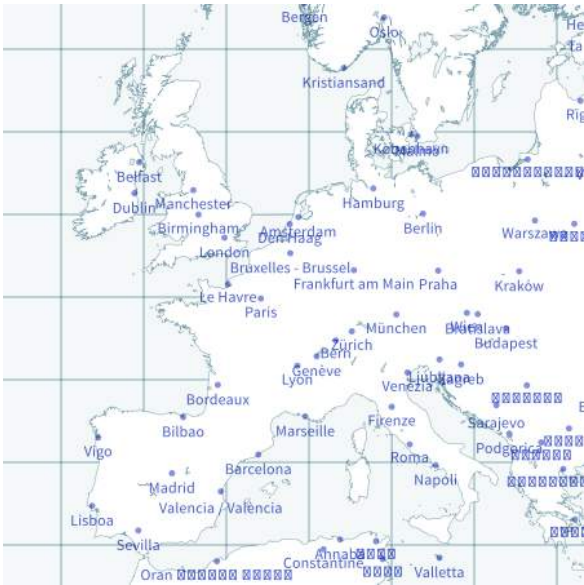 Bergen
Oslo
Kristiansand
København
Malmö
Belfast
Dublin
Manchester
Birmingham
London
Amsterdam
Den Haag
Hamburg
Berlin
Warszawa
Bruxelles - Brussel
Frankfurt am Main
Praha
Kraków
Le Havre
Paris
München
Wien
Bratislava
Budapest
Zürich
Bern
Genève
Lyon
Venezia
Ljubljana
Zagreb
Bordeaux
Bilbao
Marseille
Firenze
Sarajevo
Vigo
Podgorica
Barcelona
Roma
Madrid
Napoli
Lisboa
Valencia / València
Sevilla
Annaba
Constantine
Oran
Valletta